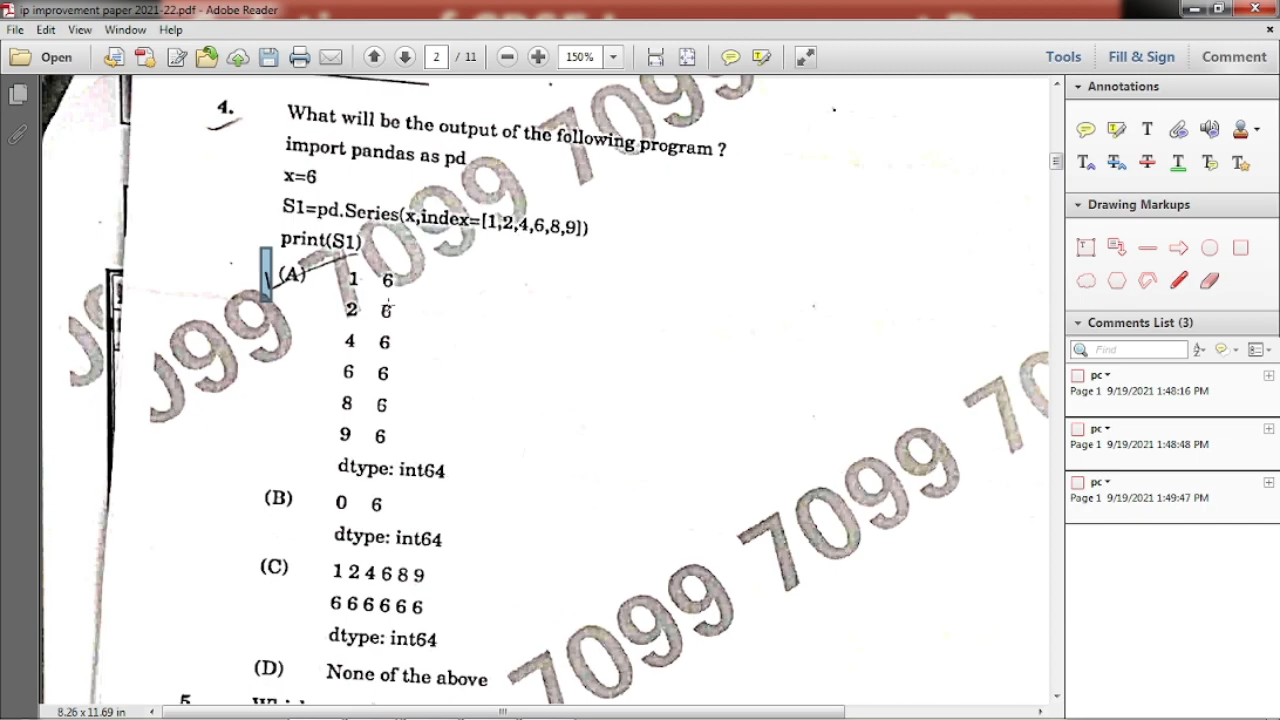 ip improvement paper 2021-22.pdf - Adobe Reader
File Edit View Window Help
Open 2 / 11 150% Tools Fill & Sign Comment
4. What will be the output of the following program ?
import pandas as pd
x=6
S1=pd.Series(x,index=[1,2,4,6,8,9])
print(S1)
(A) 1 6
2 6
4 6
6 6
8 6
9 6
dtype: int64
(B) 0 6
dtype: int64
(C) 1 2 4 6 8 9
6 6 6 6 6 6
dtype: int64
(D) None of the above
5
7099 7099
099 7099
7099 7099 70
8.26 x 11.69 in
Annotations
Drawing Markups
Comments List (3)
Find
pc
Page 1 9/19/2021 1:48:16 PM
pc
Page 1 9/19/2021 1:48:48 PM
pc
Page 1 9/19/2021 1:49:47 PM